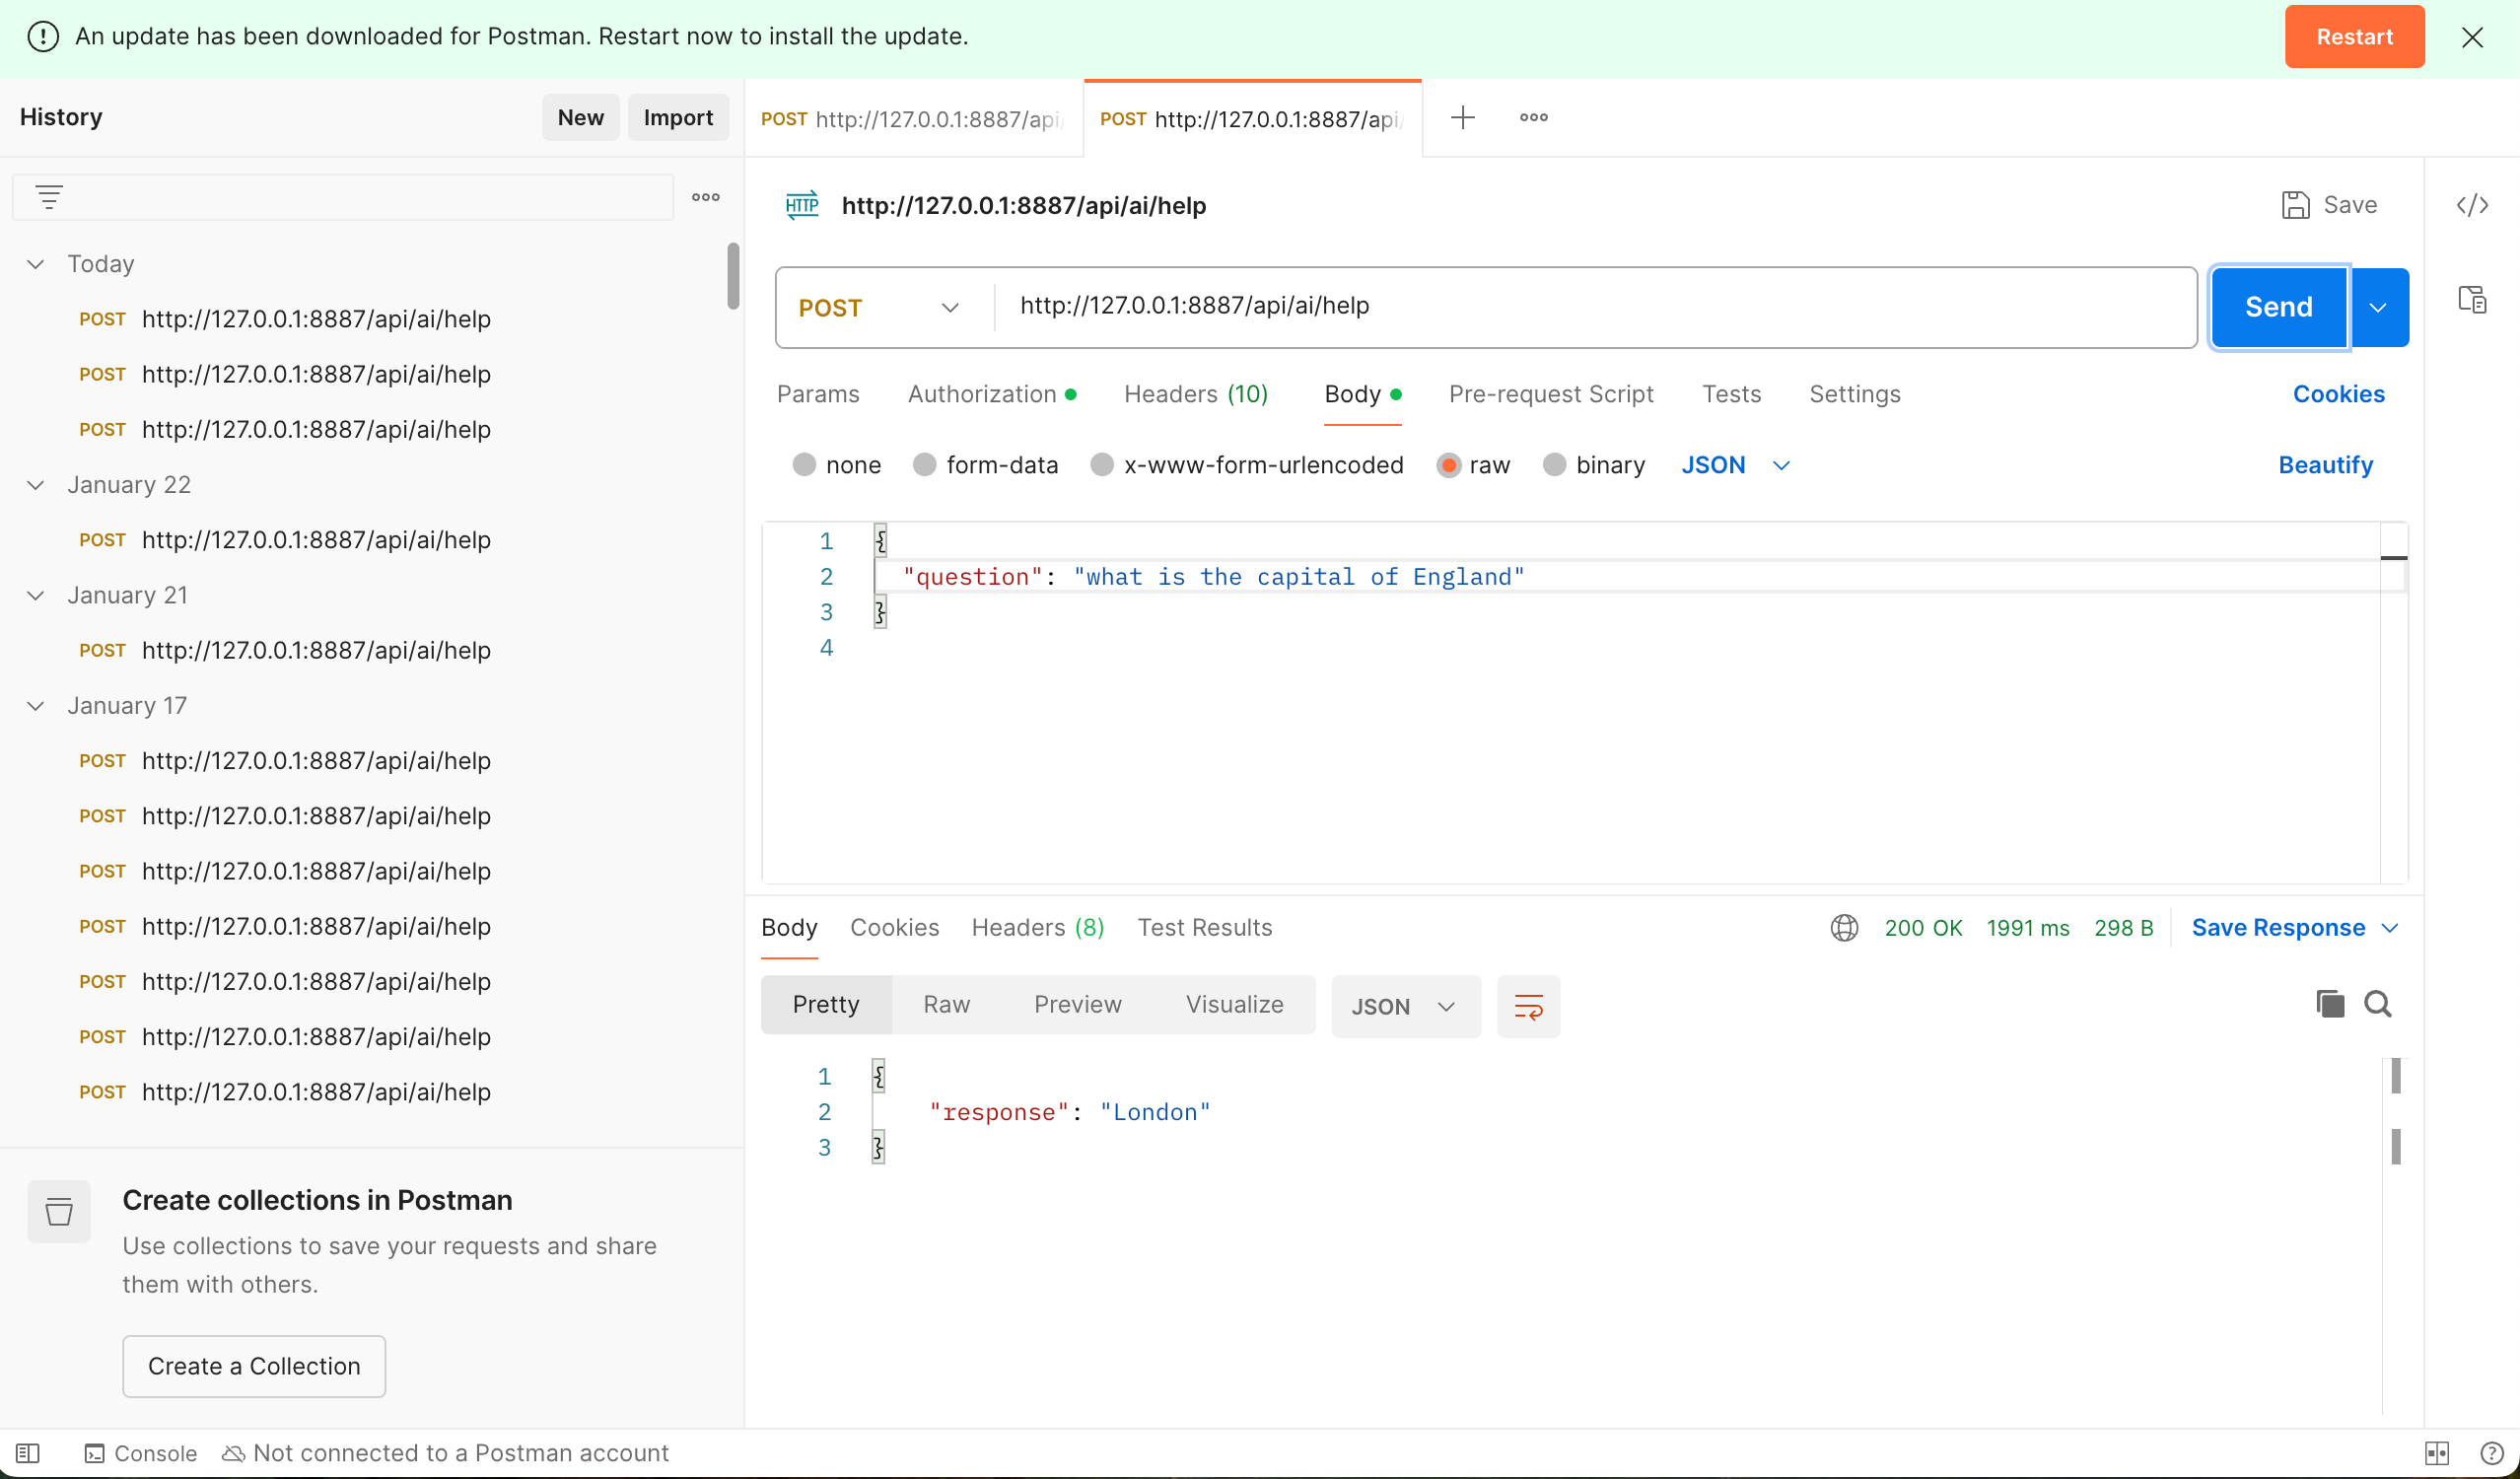 An update has been downloaded for Postman. Restart now to install the update.
Restart
History
New
Import
POST http://127.0.0.1:8887/api/
POST http://127.0.0.1:8887/api/
Today
POST http://127.0.0.1:8887/api/ai/help
POST http://127.0.0.1:8887/api/ai/help
POST http://127.0.0.1:8887/api/ai/help
January 22
POST http://127.0.0.1:8887/api/ai/help
January 21
POST http://127.0.0.1:8887/api/ai/help
January 17
POST http://127.0.0.1:8887/api/ai/help
POST http://127.0.0.1:8887/api/ai/help
POST http://127.0.0.1:8887/api/ai/help
POST http://127.0.0.1:8887/api/ai/help
POST http://127.0.0.1:8887/api/ai/help
POST http://127.0.0.1:8887/api/ai/help
POST http://127.0.0.1:8887/api/ai/help
Create collections in Postman
Use collections to save your requests and share
them with others.
Create a Collection
HTTP http://127.0.0.1:8887/api/ai/help
Save
POST http://127.0.0.1:8887/api/ai/help
Send
Params Authorization Headers (10) Body Pre-request Script Tests Settings Cookies
none form-data x-www-form-urlencoded raw binary JSON Beautify
1 {
2 "question": "what is the capital of England"
3 }
4
Body Cookies Headers (8) Test Results 200 OK 1991 ms 298 B Save Response
Pretty Raw Preview Visualize JSON
1 {
2 "response": "London"
3 }
Console Not connected to a Postman account